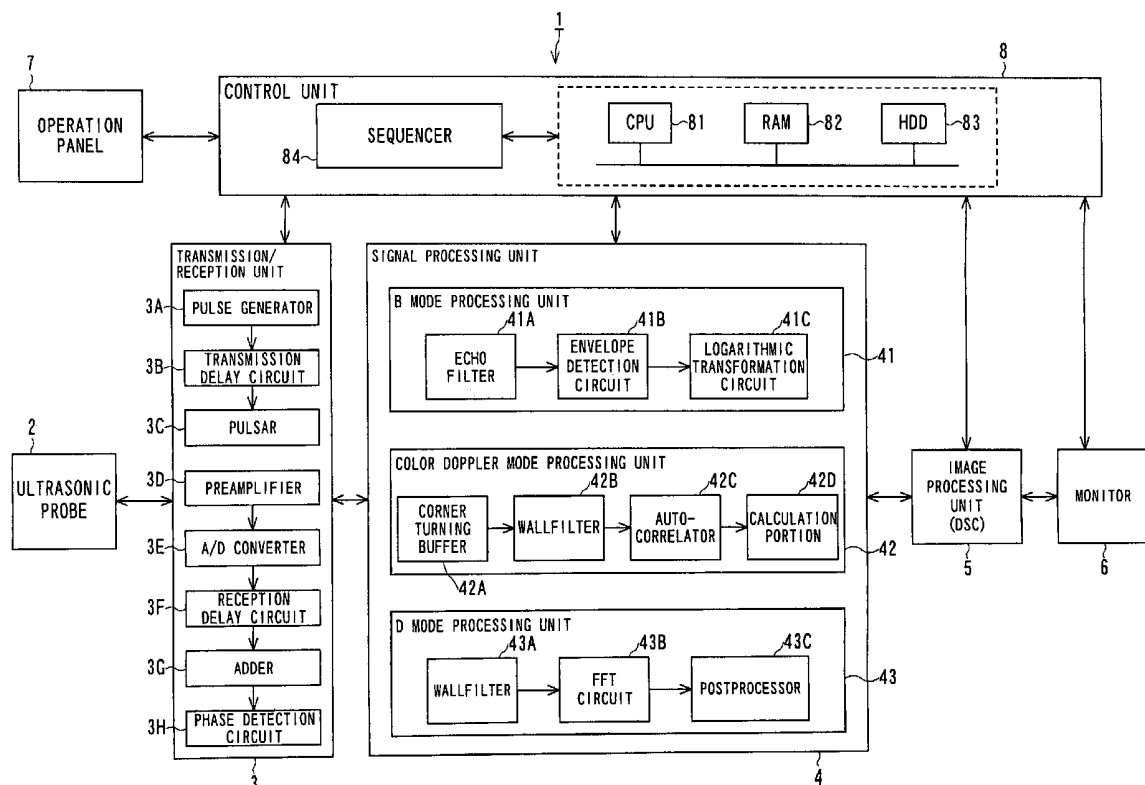 1
7
8
OPERATION
PANEL
CONTROL UNIT
SEQUENCER
84
CPU
81
RAM
82
HDD
83
TRANSMISSION/
RECEPTION UNIT
3A
PULSE GENERATOR
3B
TRANSMISSION
DELAY CIRCUIT
3C
PULSAR
3D
PREAMPLIFIER
3E
A/D CONVERTER
3F
RECEPTION
DELAY CIRCUIT
3G
ADDER
3H
PHASE DETECTION
CIRCUIT
3
2
ULTRASONIC
PROBE
SIGNAL PROCESSING UNIT
B MODE PROCESSING UNIT
41A
41B
41C
ECHO
FILTER
ENVELOPE
DETECTION
CIRCUIT
LOGARITHMIC
TRANSFORMATION
CIRCUIT
41
COLOR DOPPLER MODE PROCESSING UNIT
42B
42C
42D
CORNER
TURNING
BUFFER
WALLFILTER
AUTO-
CORRELATOR
CALCULATION
PORTION
42A
42
D MODE PROCESSING UNIT
43A
43B
43C
WALLFILTER
FFT
CIRCUIT
POSTPROCESSOR
43
4
IMAGE
PROCESSING
UNIT
(DSC)
5
MONITOR
6